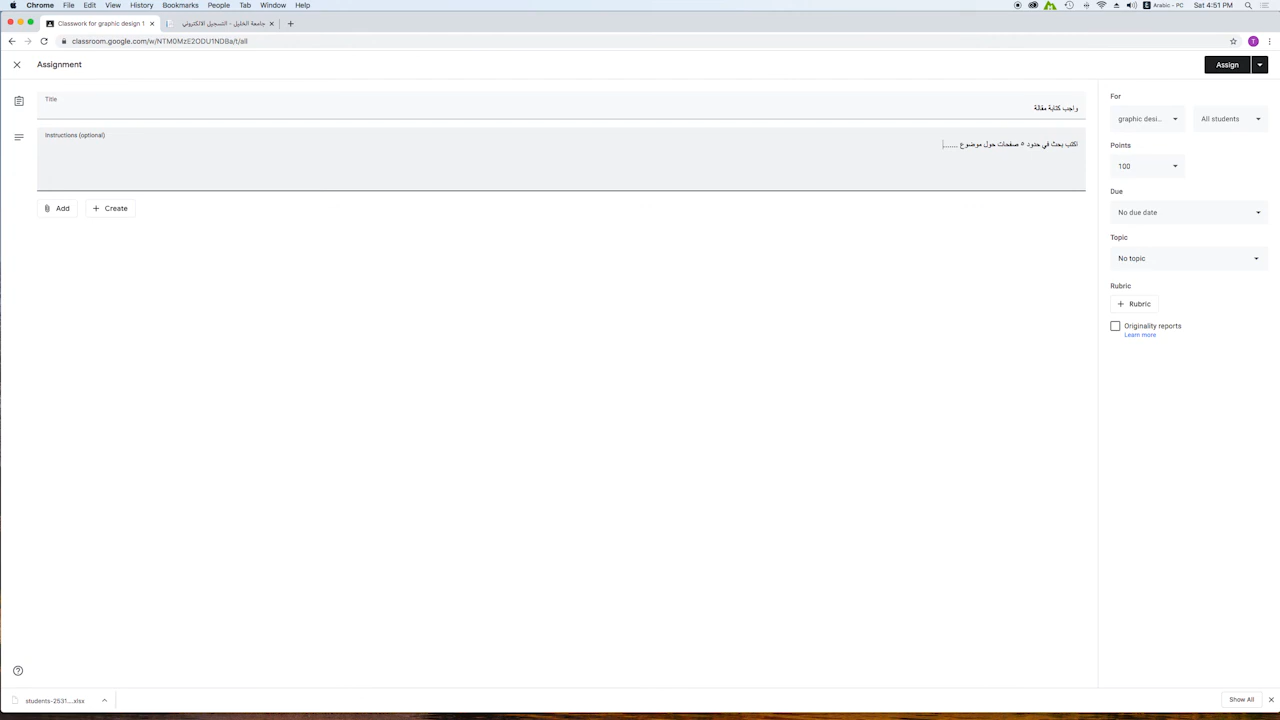 Chrome File Edit View History Bookmarks People Tab Window Help
Arabic - PC Sat 4:51 PM
Classwork for graphic design 1
جامعة الخليل - التسجيل الالكتروني
classroom.google.com/w/NTM0MzE2ODU1NDBa/t/all
T
Assignment
Assign
Title
واجب كتابة مقالة
Instructions (optional)
اكتب بحث في حدود ٥ صفحات حول موضوع .......
Add
Create
For
graphic desi...
All students
Points
100
Due
No due date
Topic
No topic
Rubric
Rubric
Originality reports
Learn more
students-2531....xlsx
Show All